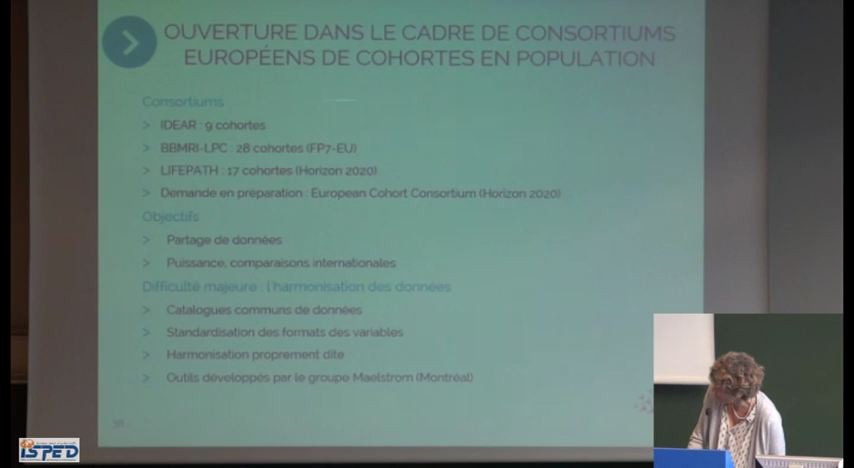 OUVERTURE DANS LE CADRE DE CONSORTIUMS
EUROPÉENS DE COHORTES EN POPULATION
Consortiums
> IDEAR : 9 cohortes
> BBMRI-LPC : 28 cohortes (FP7-EU)
> LIFEPATH : 17 cohortes (Horizon 2020)
> Demande en préparation : European Cohort Consortium (Horizon 2020)
Objectifs
> Partage de données
> Puissance, comparaisons internationales
Difficulté majeure : l'harmonisation des données
> Catalogues communs de données
> Standardisation des formats des variables
> Harmonisation proprement dite
> Outils développés par le groupe Maelstrom (Montréal)
ISPED